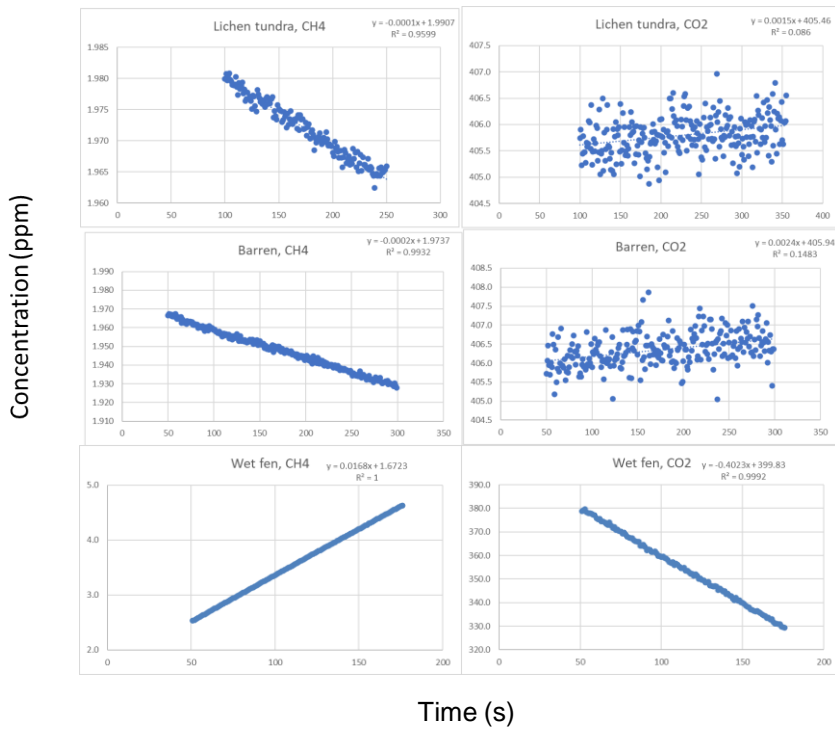 Concentration (ppm)
Lichen tundra, CH4
y = -0.0001x + 1.9907
R² = 0.9599
1.985
1.980
1.975
1.970
1.965
1.960
0 50 100 150 200 250 300
Lichen tundra, CO2
y = 0.0015x + 405.46
R² = 0.086
407.5
407.0
406.5
406.0
405.5
405.0
404.5
0 50 100 150 200 250 300 350 400
Barren, CH4
y = -0.0002x + 1.9737
R² = 0.9932
1.990
1.980
1.970
1.960
1.950
1.940
1.930
1.920
1.910
0 50 100 150 200 250 300 350
Barren, CO2
y = 0.0024x + 405.94
R² = 0.1483
408.5
408.0
407.5
407.0
406.5
406.0
405.5
405.0
404.5
0 50 100 150 200 250 300 350
Wet fen, CH4
y = 0.0168x + 1.6723
R² = 1
5.0
4.0
3.0
2.0
0 50 100 150 200
Wet fen, CO2
y = -0.4023x + 399.83
R² = 0.9992
390.0
380.0
370.0
360.0
350.0
340.0
330.0
320.0
0 50 100 150 200
Time (s)